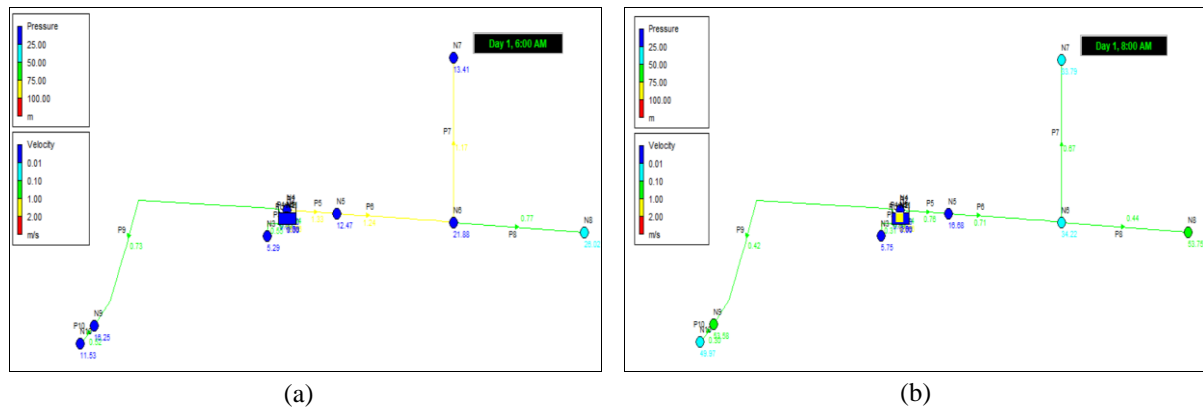 Pressure
25.00
50.00
75.00
100.00
m
Velocity
0.01
0.10
1.00
2.00
m/s
Day 1, 6:00 AM
N7
13.41
P7
P9
0.73
N3
5.29
P5
N5
12.47
P6
1.24
N6
21.88
0.77
P8
N8
P10
N9
11.53
(a)
Pressure
25.00
50.00
75.00
100.00
m
Velocity
0.01
0.10
1.00
2.00
m/s
Day 1, 8:00 AM
N7
P7
0.67
P9
0.42
N3
5.75
P5
0.76
N5
16.68
P6
0.71
N6
34.22
0.44
P8
N8
53.75
P10
N9
49.97
(b)